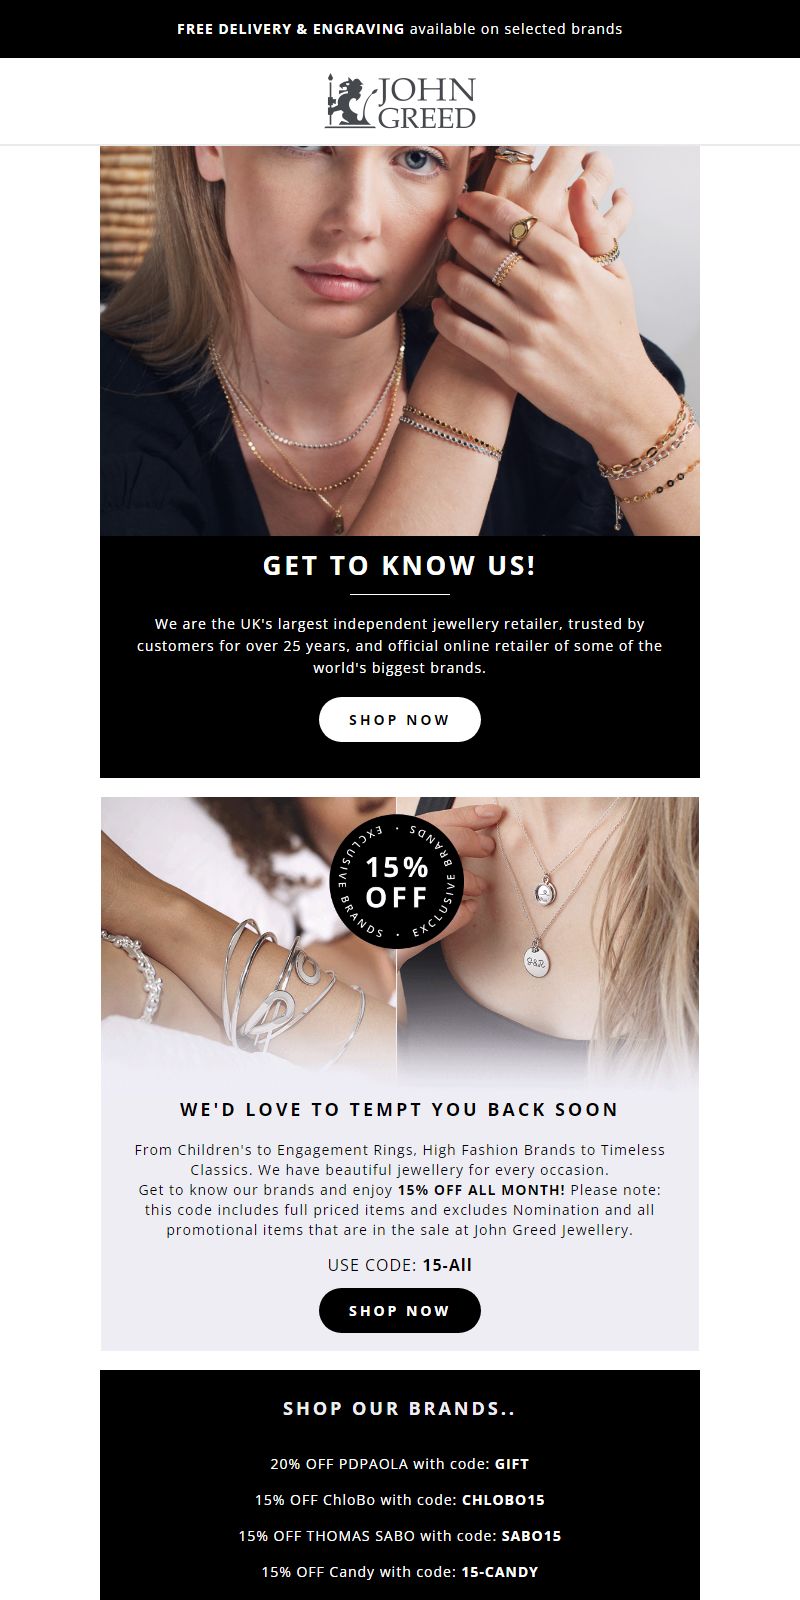 FREE DELIVERY & ENGRAVING available on selected brands
JOHN
GREED
GET TO KNOW US!
We are the UK's largest independent jewellery retailer, trusted by
customers for over 25 years, and official online retailer of some of the
world's biggest brands.
SHOP NOW
EXCLUSIVE BRANDS · EXCLUSIVE BRANDS ·
15%
OFF
G&R
WE'D LOVE TO TEMPT YOU BACK SOON
From Children's to Engagement Rings, High Fashion Brands to Timeless
Classics. We have beautiful jewellery for every occasion.
Get to know our brands and enjoy 15% OFF ALL MONTH! Please note:
this code includes full priced items and excludes Nomination and all
promotional items that are in the sale at John Greed Jewellery.
USE CODE: 15-All
SHOP NOW
SHOP OUR BRANDS..
20% OFF PDPAOLA with code: GIFT
15% OFF ChloBo with code: CHLOBO15
15% OFF THOMAS SABO with code: SABO15
15% OFF Candy with code: 15-CANDY